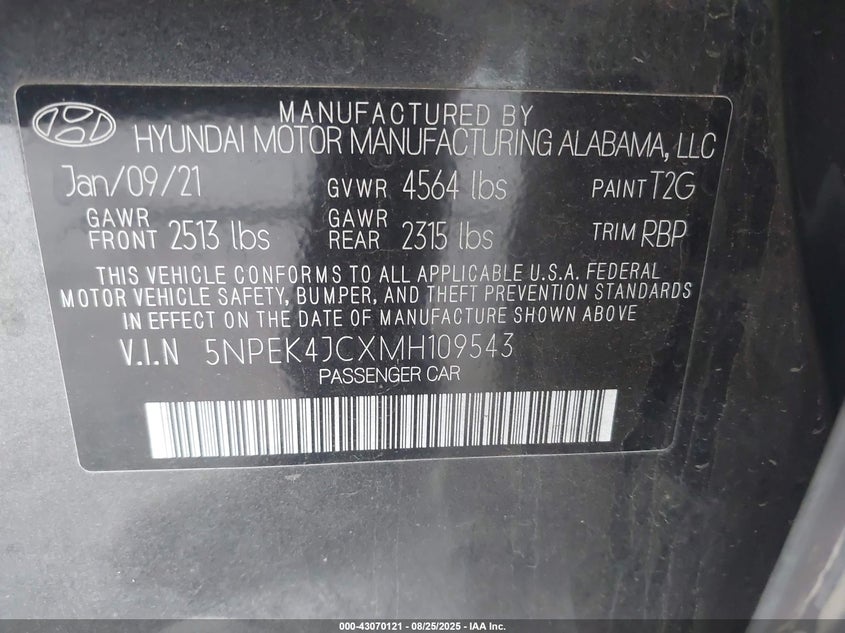 MANUFACTURED BY
HYUNDAI MOTOR MANUFACTURING ALABAMA, LLC
Jan/09/21 GVWR 4564 lbs PAINT T2G
GAWR FRONT 2513 lbs GAWR REAR 2315 lbs TRIM RBP
THIS VEHICLE CONFORMS TO ALL APPLICABLE U.S.A. FEDERAL
MOTOR VEHICLE SAFETY, BUMPER, AND THEFT PREVENTION STANDARDS
IN EFFECT ON THE DATE OF MANUFACTURE SHOWN ABOVE
V.I.N 5NPEK4JCXMH109543
PASSENGER CAR
000-43070121 - 08/25/2025 - IAA Inc.